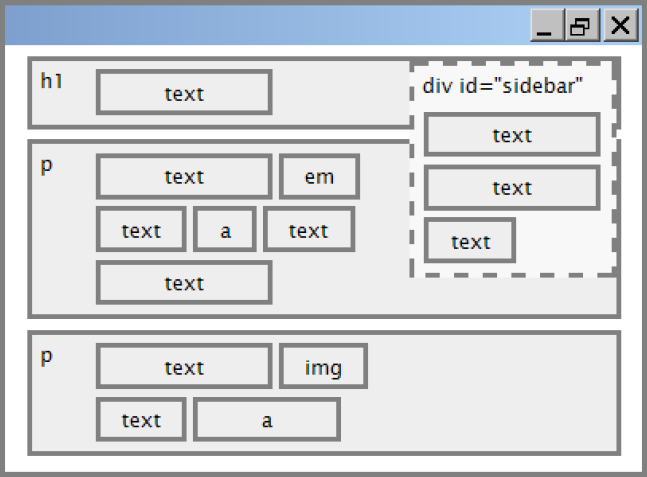 h1
text
div id="sidebar"
text
text
text
p
text em
text a text
text
p
text img
text a